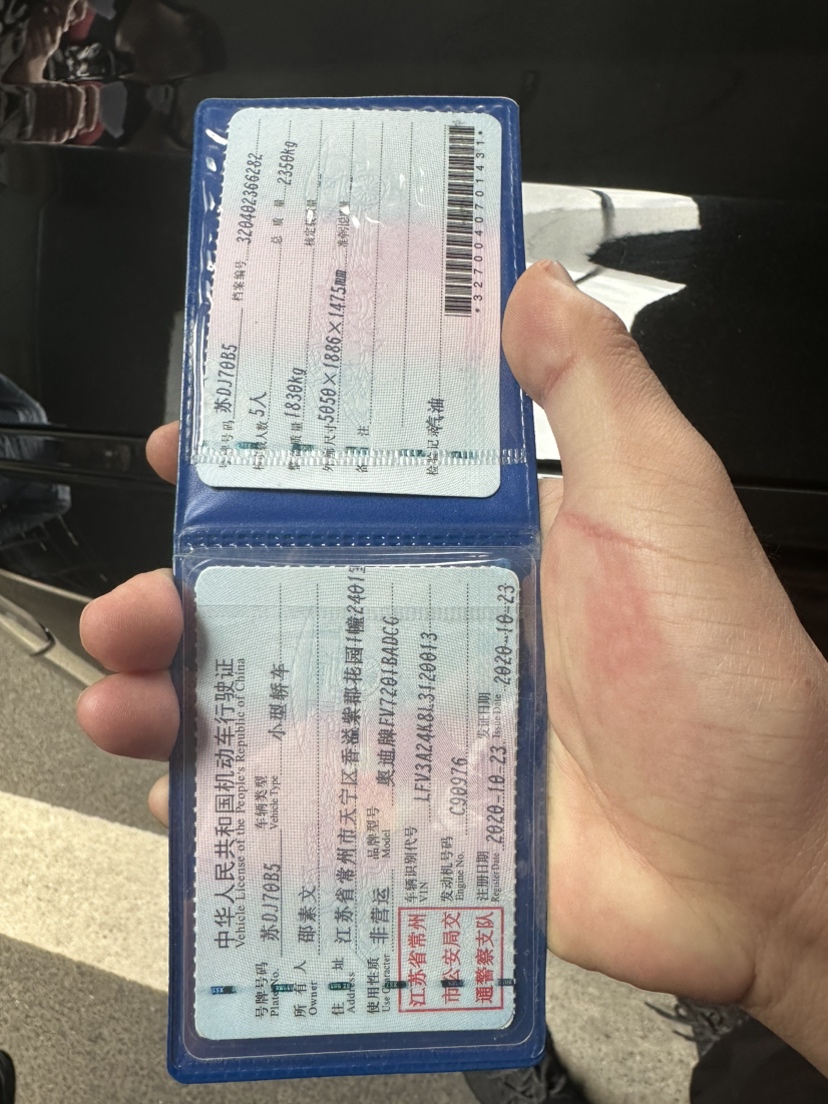 中华人民共和国机动车行驶证
Vehicle License of the People's Republic of China
号牌号码 苏DJ70B5 车辆类型 小型轿车
Plate No. Vehicle Type
所有人 邵素文
Owner
住址 江苏省常州市天宁区香溢紫郡花园1幢2401室
Address
使用性质 非营运 品牌型号 奥迪牌FV7201BADCG
Use Character Model
江苏省常州
市公安局交
通警察支队
车辆识别代号 LFV3A24K8L3120013
VIN
发动机号码 C90976
Engine No.
注册日期 2020-10-23 发证日期 2020-10-23
Register Date Issue Date
号牌号码 苏DJ70B5 档案编号 320402366282
人数 5人 总质量 2350kg
质量 1830kg 核定 质量
外廓尺寸 5050×1886×1475 准牵 总质量
备注
检验记 汽油
*3270040701431*